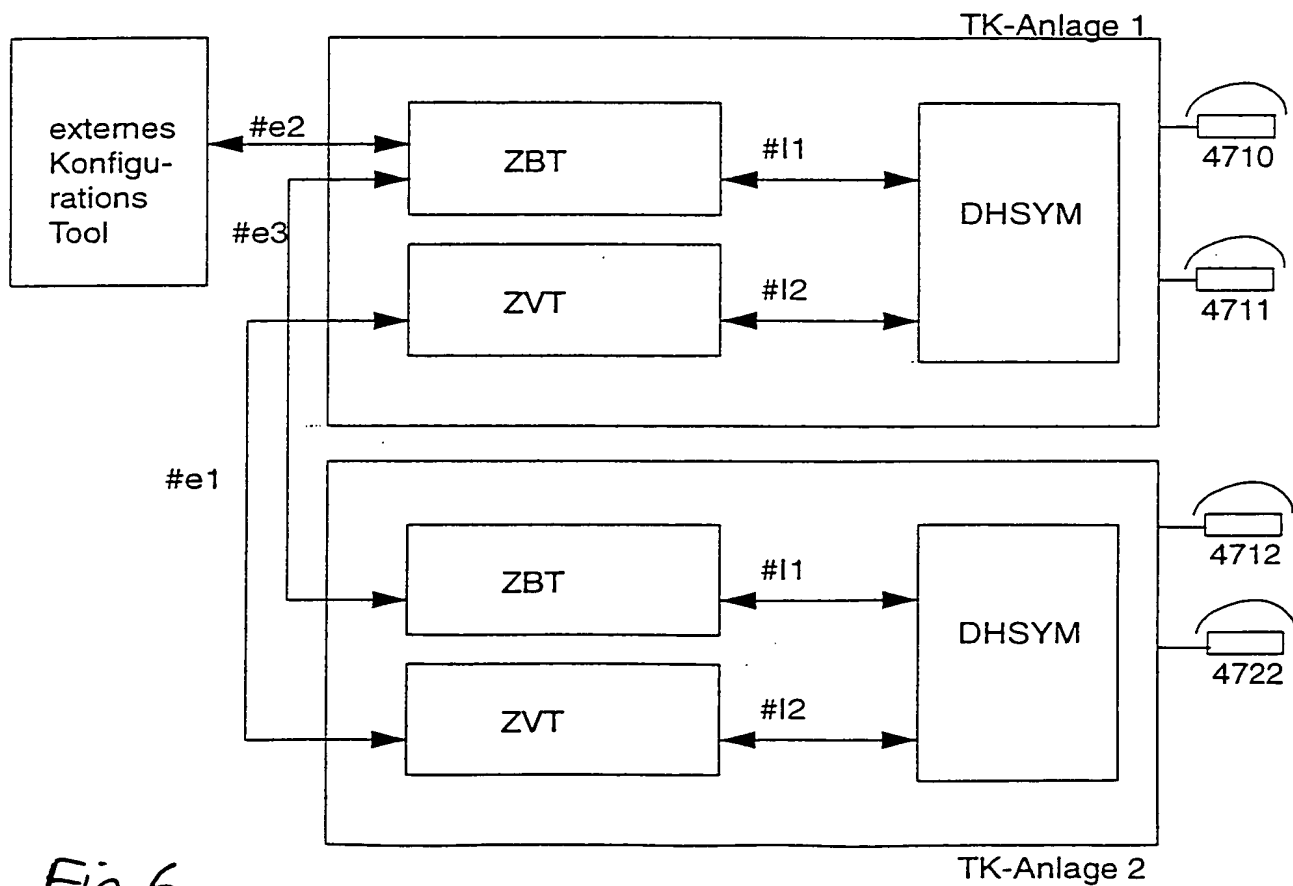 TK-Anlage 1
externes
Konfigu-
rations
Tool
#e2
ZBT
#I1
DHSYM
4710
#e3
ZVT
#I2
4711
#e1
ZBT
#I1
DHSYM
4712
ZVT
#I2
4722
TK-Anlage 2
Fig 6